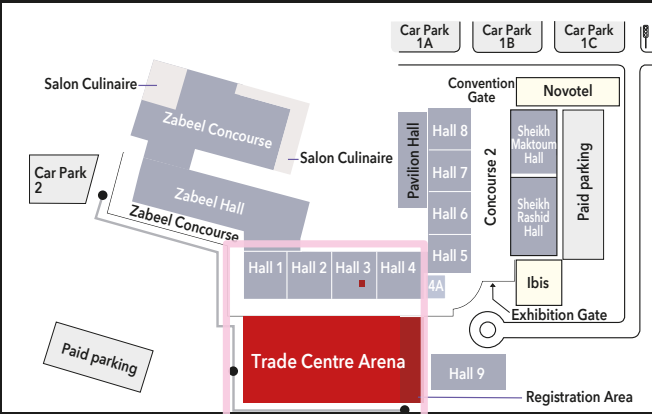 Car Park
1A
Car Park
1B
Car Park
1C
Salon Culinaire
Convention
Gate
Novotel
Zabeel Concourse
Salon Culinaire
Pavilion Hall
Hall 8
Hall 7
Hall 6
Hall 5
Concourse 2
Sheikh
Maktoum
Hall
Sheikh
Rashid
Hall
Paid parking
Car Park
2
Zabeel Hall
Zabeel Concourse
Hall 1
Hall 2
Hall 3
Hall 4
4A
Ibis
Exhibition Gate
Paid parking
Trade Centre Arena
Hall 9
Registration Area